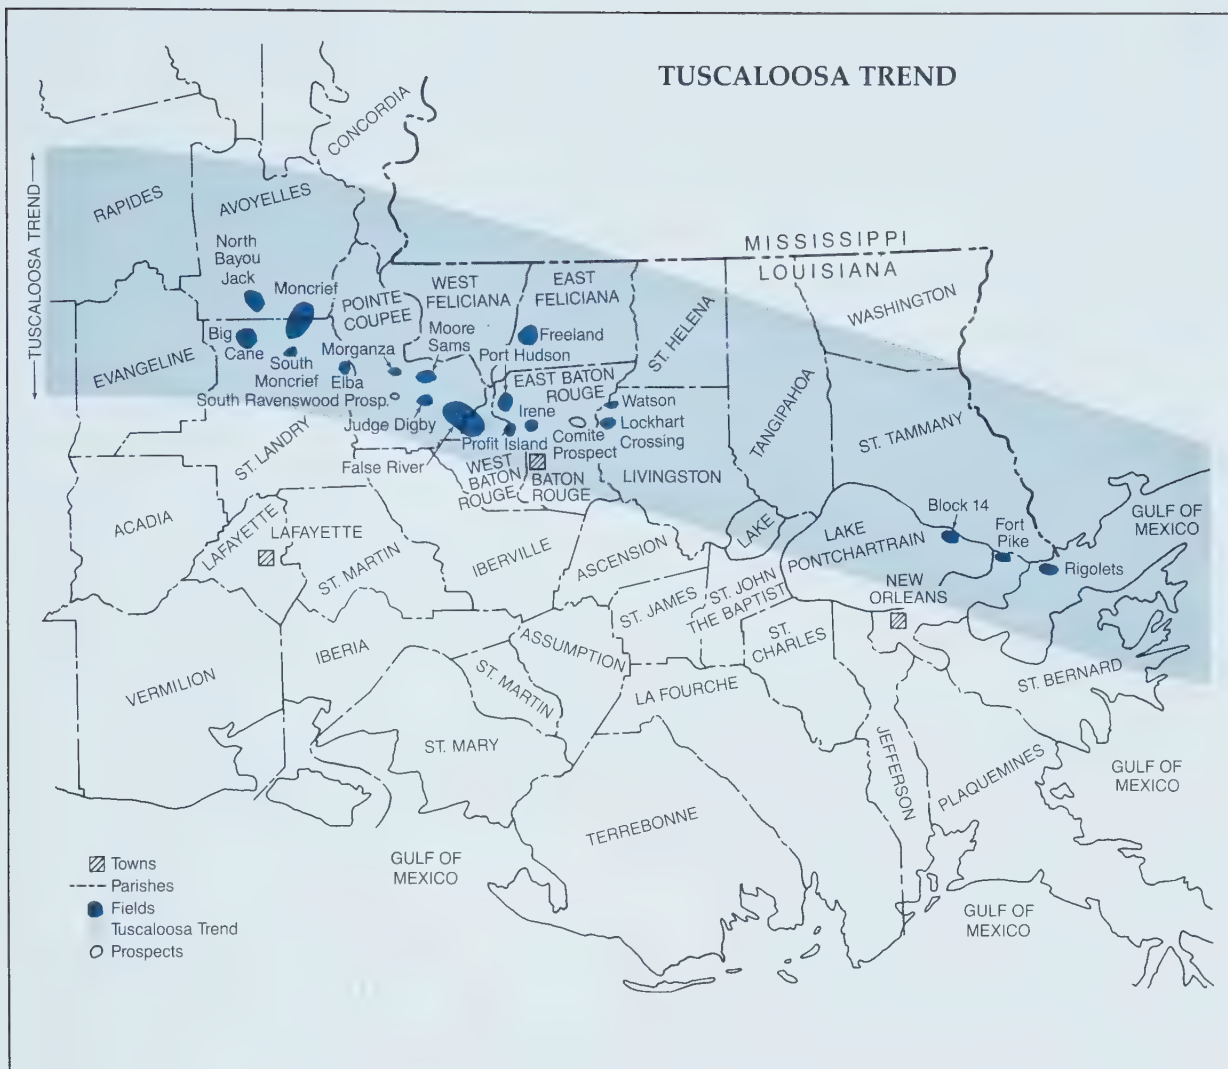 TUSCALOOSA TREND
CONCORDIA
TUSCALOOSA TREND
RAPIDES
AVOYELLES
North
Bayou
Jack
Moncrief
MISSISSIPPI
LOUISIANA
WEST
FELICIANA
EAST
FELICIANA
POINTE
COUPEE
WASHINGTON
ST. HELENA
TANGIPAHOA
EVANGELINE
Big
Cane
South
Moncrief
Elba
Morganza
Moore
Sams
Freeland
Port Hudson
EAST BATON
ROUGE
South Ravenswood Prosp.
Judge Digby
Irene
Profit Island
Comite
Prospect
Watson
Lockhart
Crossing
False River
ST. LANDRY
WEST
BATON
ROUGE
BATON
ROUGE
LIVINGSTON
ST. TAMMANY
ACADIA
LAFAYETTE
LAFAYETTE
ST. MARTIN
IBERVILLE
ASCENSION
LAKE
LAKE
PONTCHARTRAIN
Block 14
Fort
Pike
Rigolets
GULF OF
MEXICO
NEW
ORLEANS
ST. JAMES
ST. JOHN
THE BAPTIST
ST.
CHARLES
IBERIA
ASSUMPTION
ST. MARTIN
VERMILION
LA FOURCHE
ST. BERNARD
ST. MARY
JEFFERSON
PLAQUEMINES
GULF OF
MEXICO
TERREBONNE
GULF OF
MEXICO
GULF OF
MEXICO
Towns
Parishes
Fields
Tuscaloosa Trend
Prospects